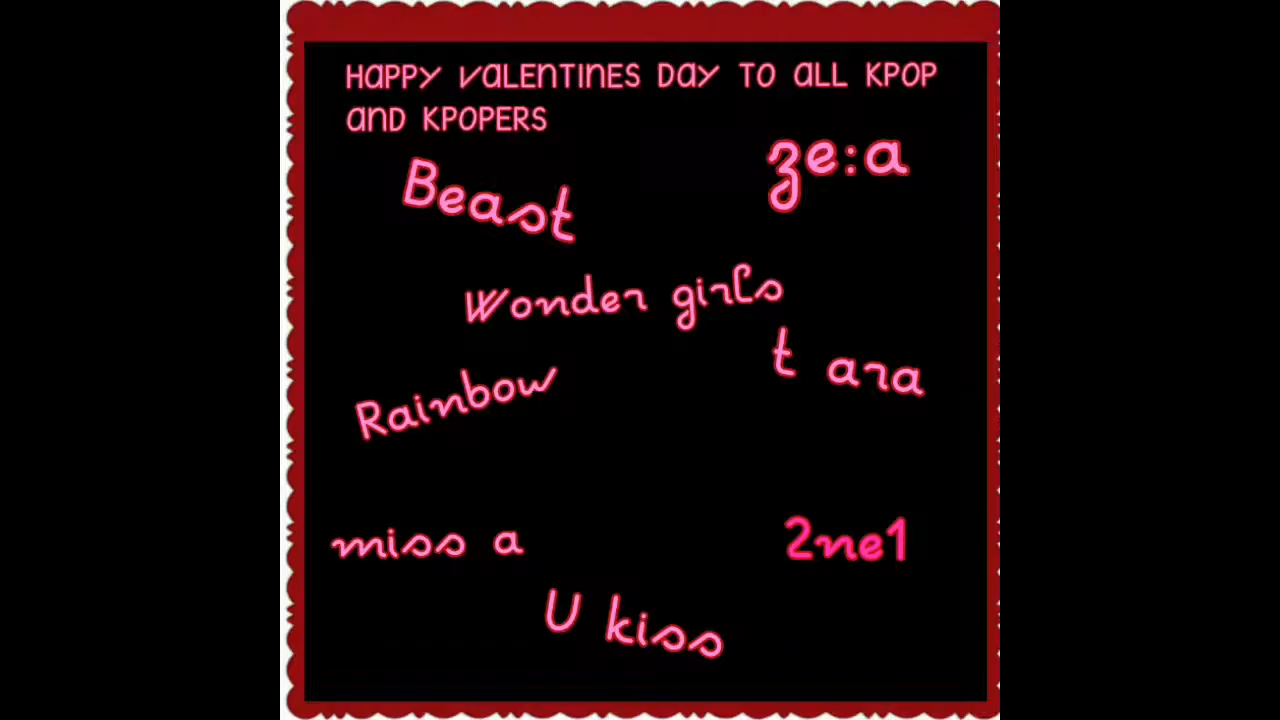 HAPPY VALENTINES DAY TO ALL KPOP
AND KPOPERS
Beast
ze:a
Wonder girls
t ara
Rainbow
miss a
2ne1
U kiss